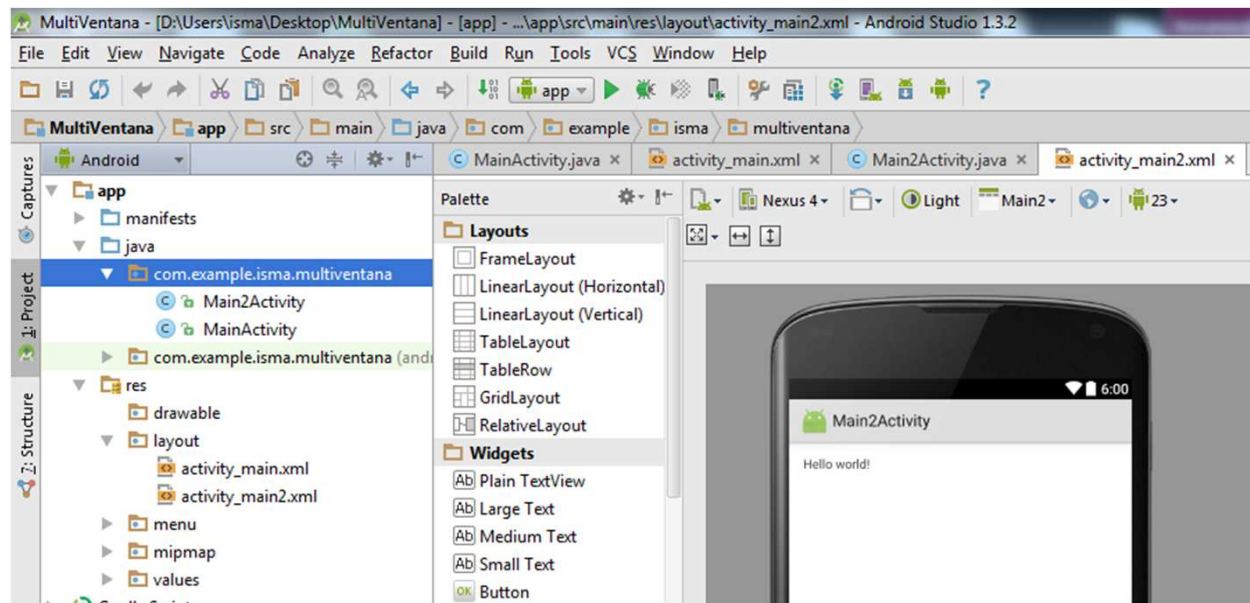 MultiVentana - [D:\Users\isma\Desktop\MultiVentana] - [app] - ...\app\src\main\res\layout\activity_main2.xml - Android Studio 1.3.2
File Edit View Navigate Code Analyze Refactor Build Run Tools VCS Window Help
app
MultiVentana app src main java com example isma multiventana
Android
MainActivity.java activity_main.xml Main2Activity.java activity_main2.xml
Captures
1: Project
7: Structure
app
manifests
java
com.example.isma.multiventana
Main2Activity
MainActivity
com.example.isma.multiventana
res
drawable
layout
activity_main.xml
activity_main2.xml
menu
mipmap
values
Palette
Layouts
FrameLayout
LinearLayout (Horizontal)
LinearLayout (Vertical)
TableLayout
TableRow
GridLayout
RelativeLayout
Widgets
Ab Plain TextView
Ab Large Text
Ab Medium Text
Ab Small Text
OK Button
Nexus 4 Light Main2 23
6:00
Main2Activity
Hello world!